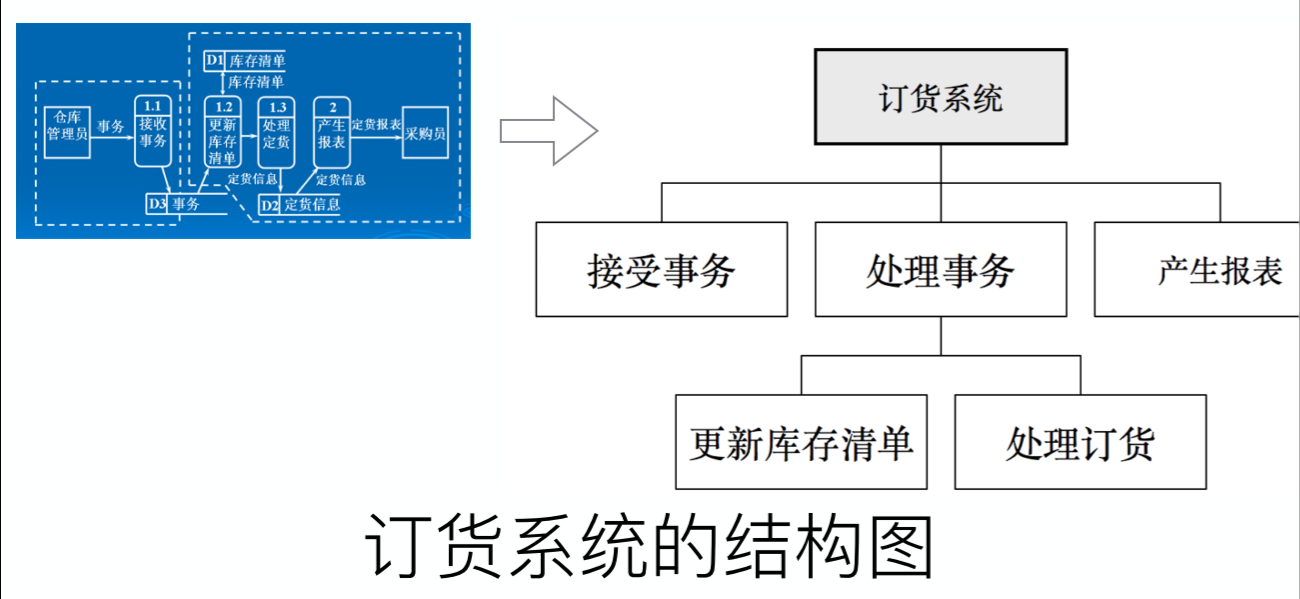 D1 库存清单
库存清单
仓库
管理员
事务
1.1
接收
事务
1.2
更新
库存
清单
1.3
处理
定货
2
产生
报表
定货报表
采购员
定货信息
定货信息
D3 事务
D2 定货信息
订货系统
接受事务
处理事务
产生报表
更新库存清单
处理订货
订货系统的结构图